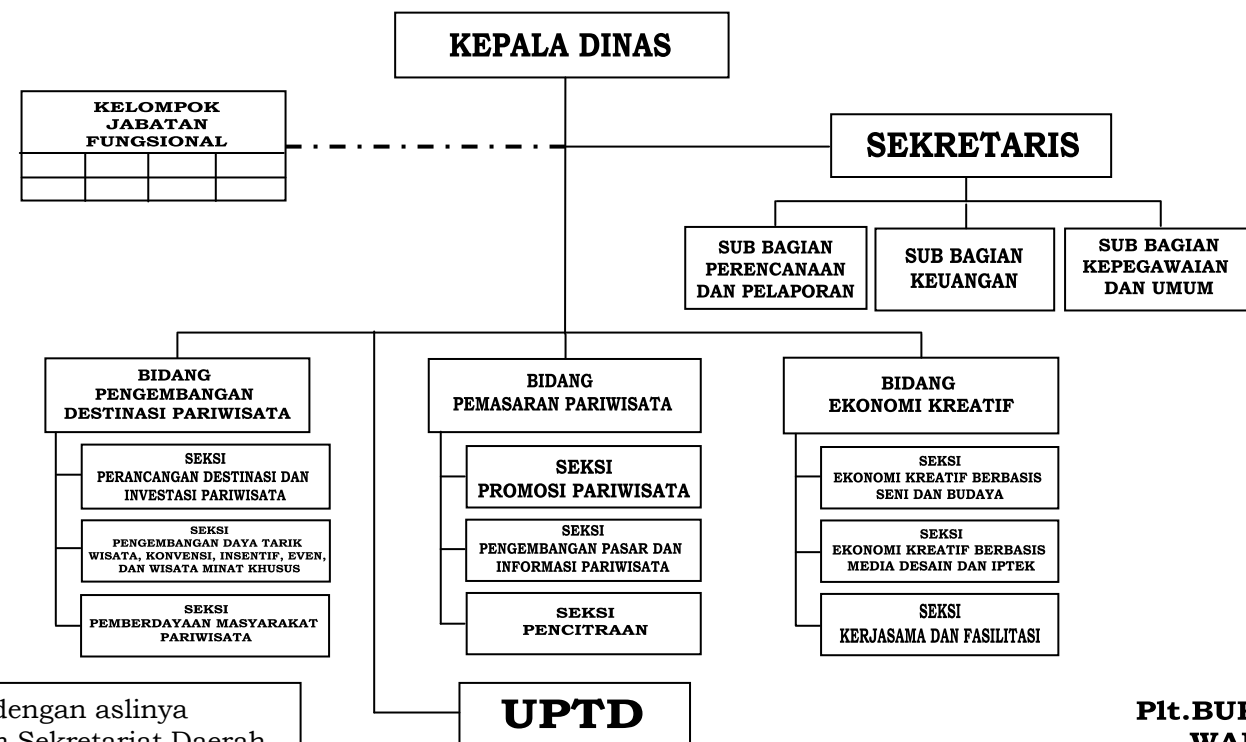 KEPALA DINAS
KELOMPOK
JABATAN
FUNGSIONAL
SEKRETARIS
SUB BAGIAN
PERENCANAAN
DAN PELAPORAN
SUB BAGIAN
KEUANGAN
SUB BAGIAN
KEPEGAWAIAN
DAN UMUM
BIDANG
PENGEMBANGAN
DESTINASI PARIWISATA
SEKSI
PERANCANGAN DESTINASI DAN
INVESTASI PARIWISATA
SEKSI
PENGEMBANGAN DAYA TARIK
WISATA, KONVENSI, INSENTIF, EVEN,
DAN WISATA MINAT KHUSUS
SEKSI
PEMBERDAYAAN MASYARAKAT
PARIWISATA
BIDANG
PEMASARAN PARIWISATA
SEKSI
PROMOSI PARIWISATA
SEKSI
PENGEMBANGAN PASAR DAN
INFORMASI PARIWISATA
SEKSI
PENCITRAAN
BIDANG
EKONOMI KREATIF
SEKSI
EKONOMI KREATIF BERBASIS
SENI DAN BUDAYA
SEKSI
EKONOMI KREATIF BERBASIS
MEDIA DESAIN DAN IPTEK
SEKSI
KERJASAMA DAN FASILITASI
UPTD
dengan aslinya
Sekretariat Daerah
Plt.